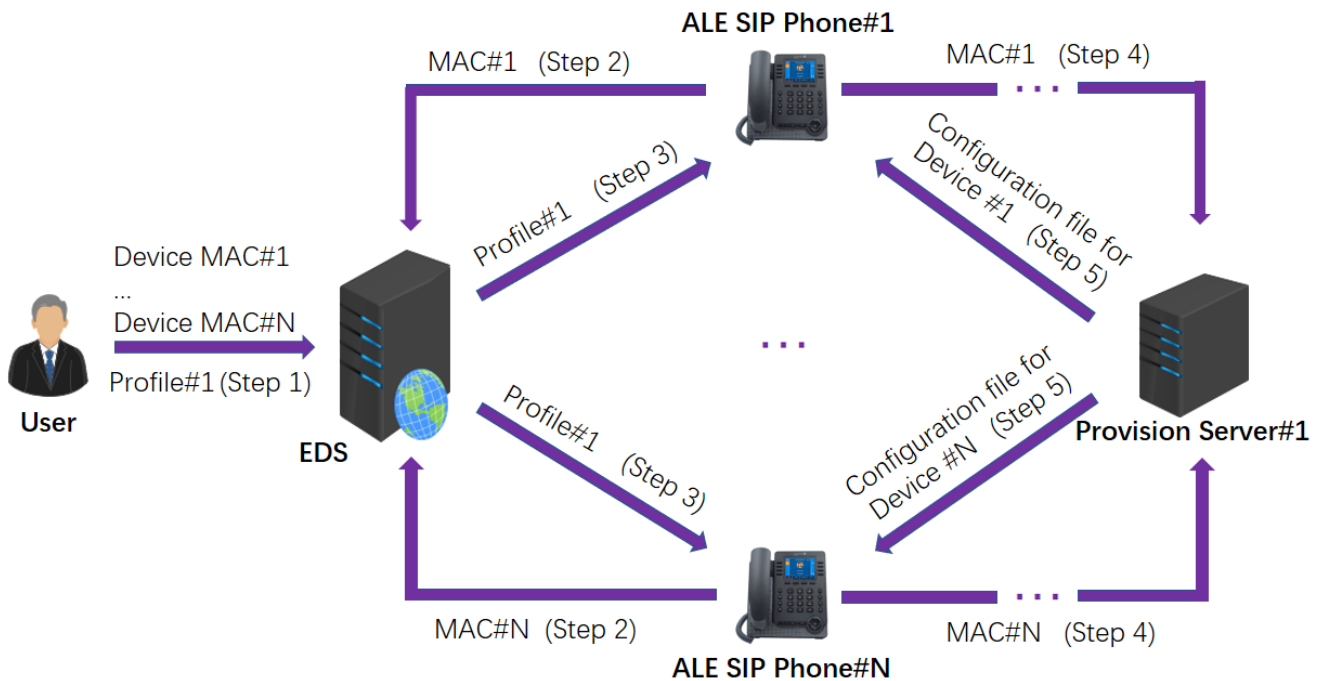 ALE SIP Phone#1
MAC#1 (Step 2)
MAC#1 (Step 4)
...
Profile#1 (Step 3)
Configuration file for
Device #1 (Step 5)
Device MAC#1
...
Device MAC#N
Profile#1 (Step 1)
User
EDS
...
Provision Server#1
Profile#1 (Step 3)
Configuration file for
Device #N (Step 5)
MAC#N (Step 2)
...
MAC#N (Step 4)
ALE SIP Phone#N